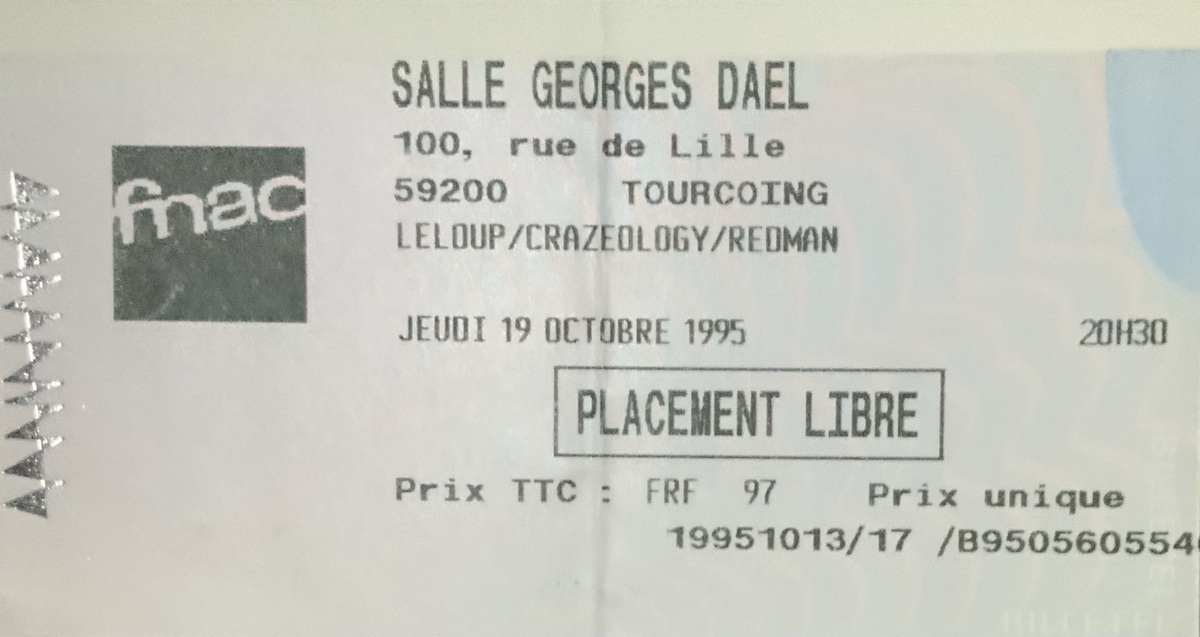 SALLE GEORGES DAEL
100, rue de Lille
fnac
59200 TOURCOING
LELOUP/CRAZEOLOGY/REDMAN
JEUDI 19 OCTOBRE 1995 20H30
PLACEMENT LIBRE
Prix TTC : FRF 97 Prix unique
19951013/17 /B950560554